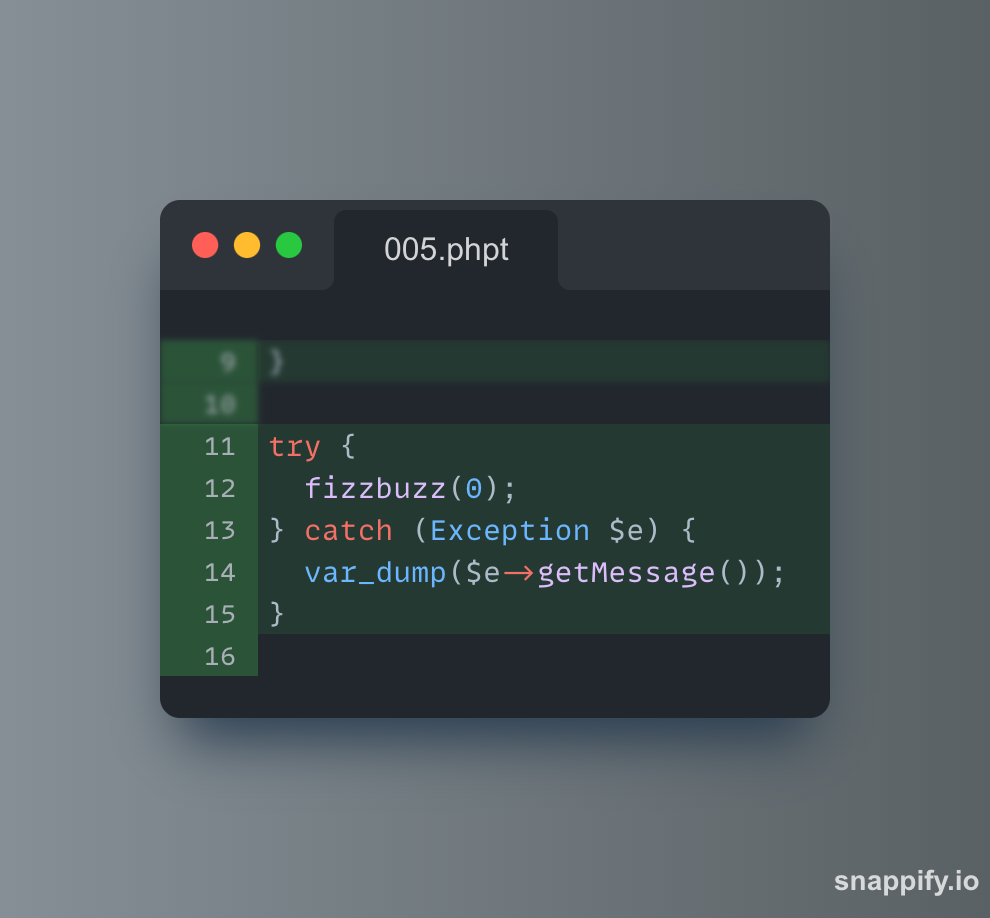 005.phpt
9 }
10
11 try {
12   fizzbuzz(0);
13 } catch (Exception $e) {
14   var_dump($e->getMessage());
15 }
16
snappify.io